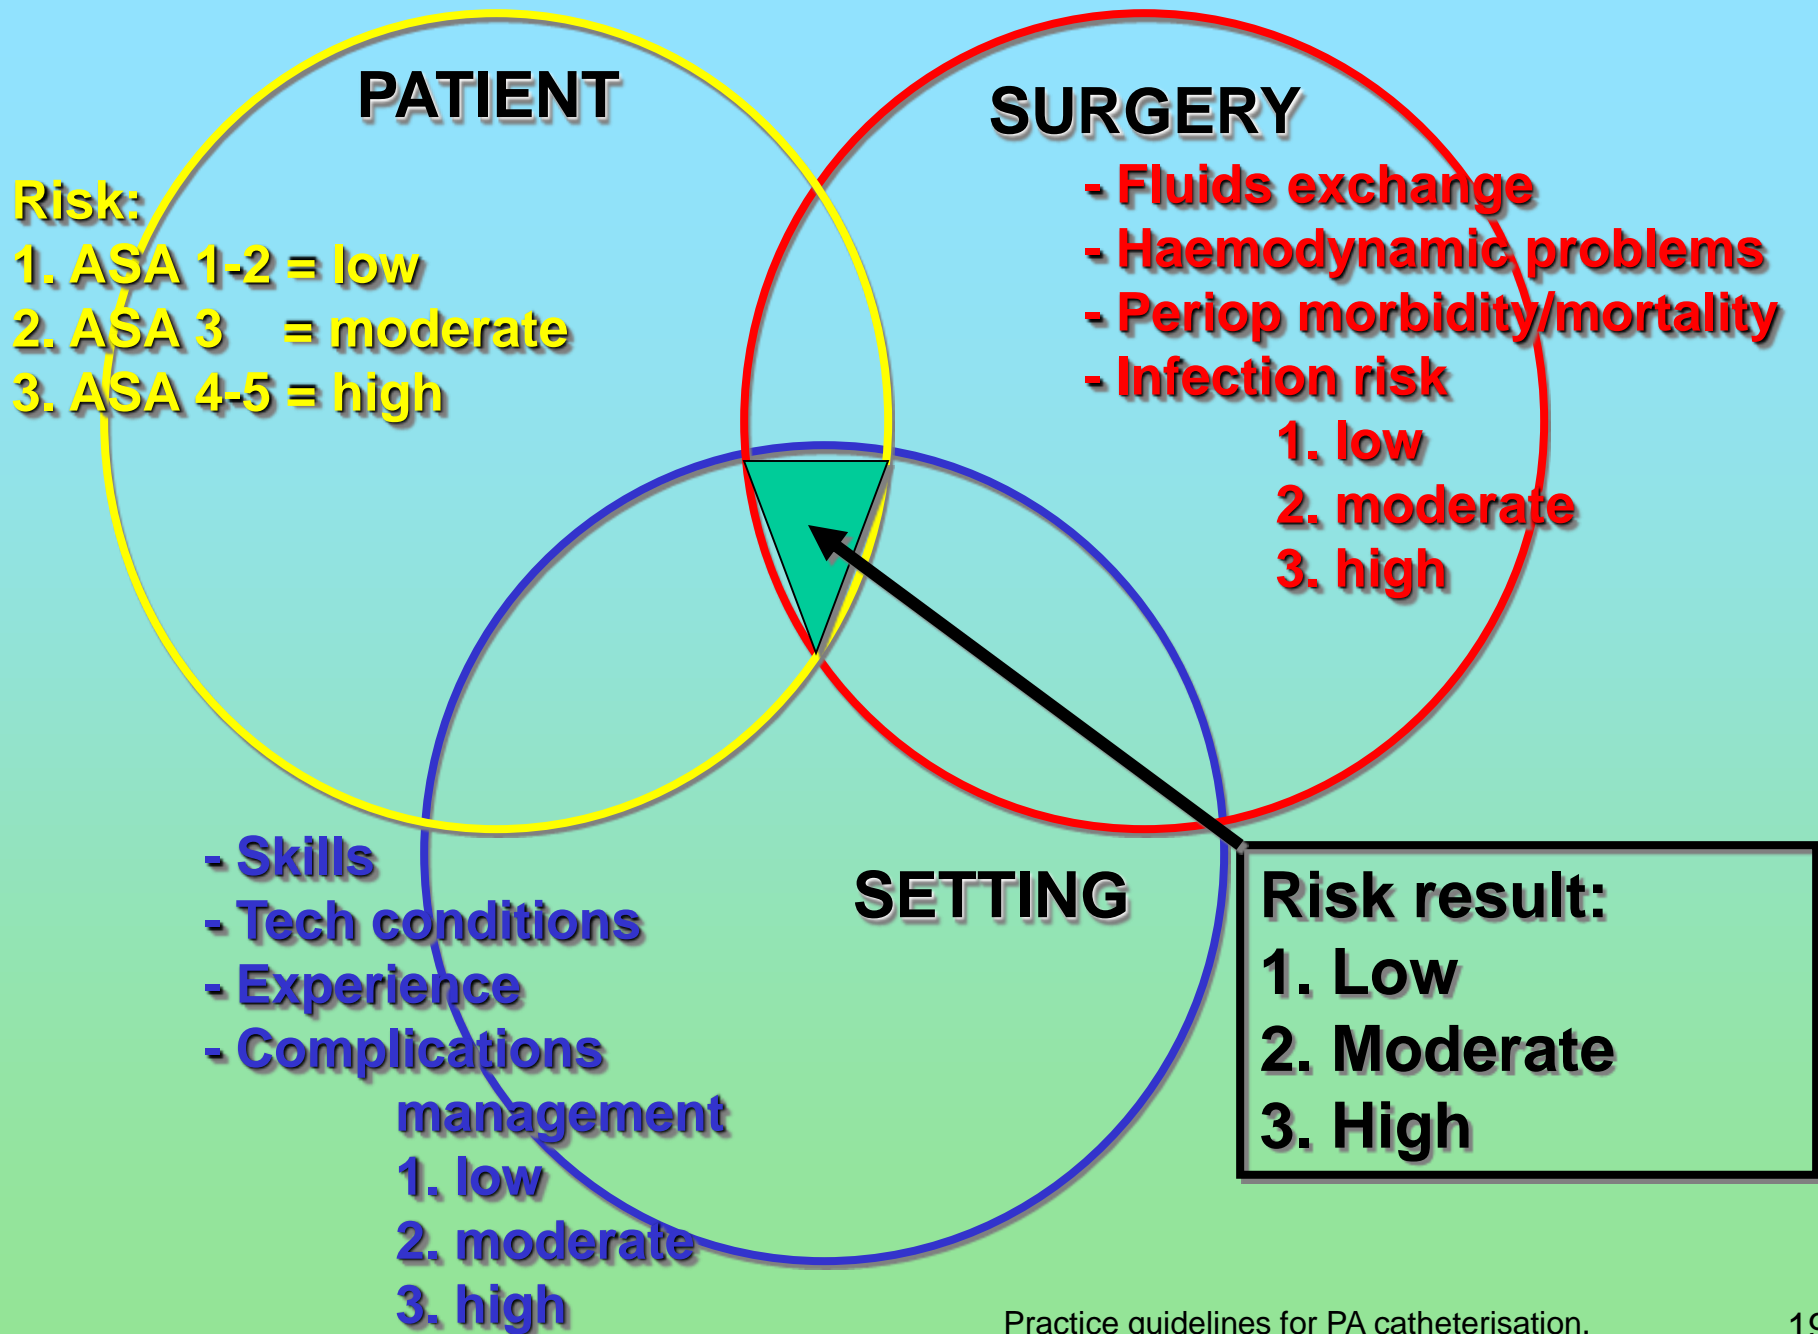 PATIENT
Risk:
1. ASA 1-2 = low
2. ASA 3 = moderate
3. ASA 4-5 = high
SURGERY
- Fluids exchange
- Haemodynamic problems
- Periop morbidity/mortality
- Infection risk
1. low
2. moderate
3. high
SETTING
- Skills
- Tech conditions
- Experience
- Complications
management
1. low
2. moderate
3. high
Risk result:
1. Low
2. Moderate
3. High
Practice guidelines for PA catheterisation.